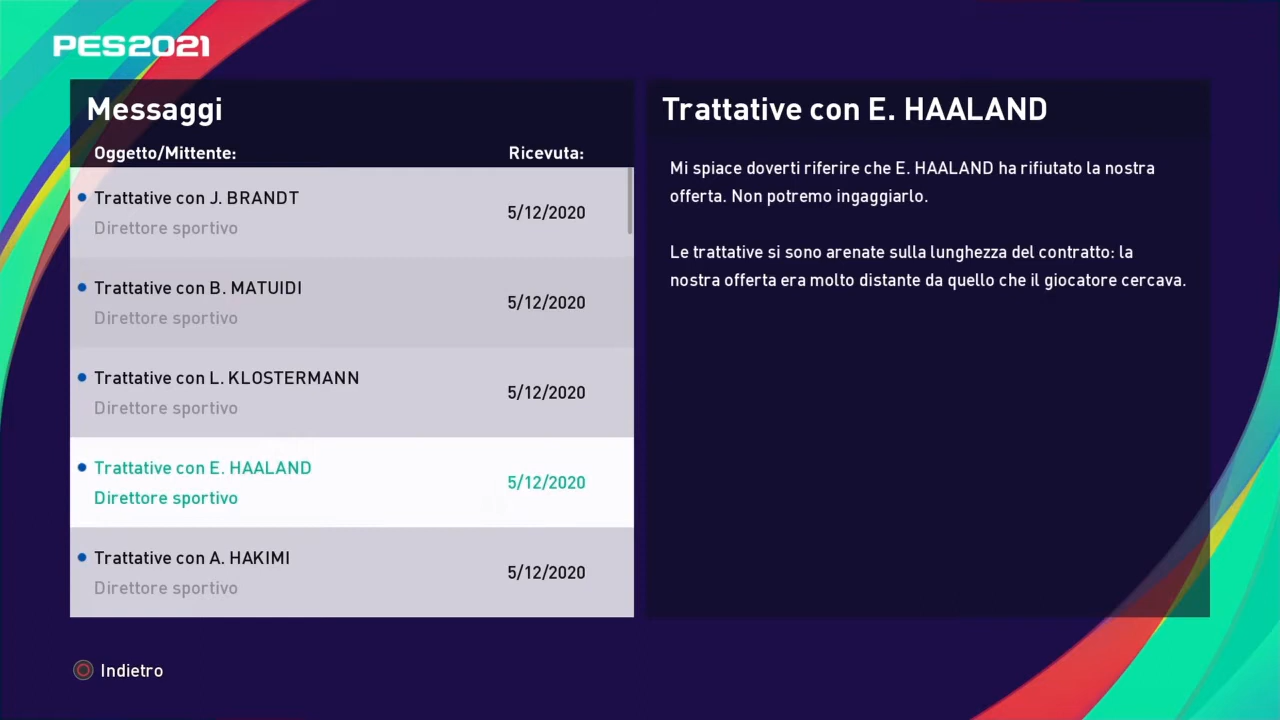 PES2021
Messaggi
Oggetto/Mittente: Ricevuta:
Trattative con J. BRANDT
Direttore sportivo
5/12/2020
Trattative con B. MATUIDI
Direttore sportivo
5/12/2020
Trattative con L. KLOSTERMANN
Direttore sportivo
5/12/2020
Trattative con E. HAALAND
Direttore sportivo
5/12/2020
Trattative con A. HAKIMI
Direttore sportivo
5/12/2020
Trattative con E. HAALAND
Mi spiace doverti riferire che E. HAALAND ha rifiutato la nostra
offerta. Non potremo ingaggiarlo.
Le trattative si sono arenate sulla lunghezza del contratto: la
nostra offerta era molto distante da quello che il giocatore cercava.
Indietro